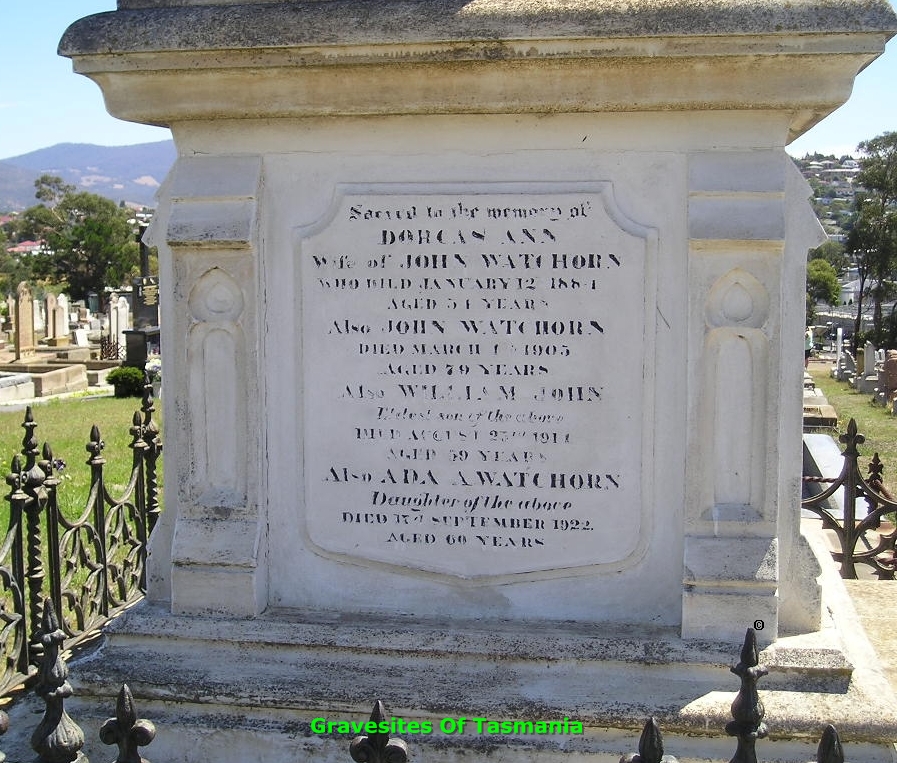 Sacred to the memory of
DORCAS ANN
Wife of JOHN WATCHORN
WHO DIED JANUARY 12 1884
AGED 54 YEARS
Also JOHN WATCHORN
DIED MARCH 1905
AGED 79 YEARS
Also WILLIAM JOHN
Eldest son of the above
DIED AUGUST 1914
AGED 59 YEARS
Also ADA A.WATCHORN
Daughter of the above
DIED SEPTEMBER 1922.
AGED 60 YEARS
©
Gravesites Of Tasmania